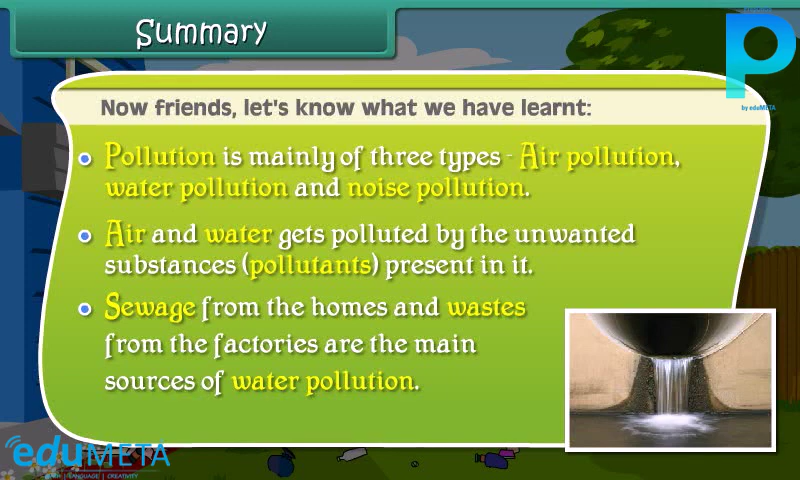 Summary
P
by eduMETA
Now friends, let's know what we have learnt:
Pollution is mainly of three types - Air pollution,
water pollution and noise pollution.
Air and water gets polluted by the unwanted
substances (pollutants) present in it.
Sewage from the homes and wastes
from the factories are the main
sources of water pollution.
eduMETA
LANGUAGE | CREATIVITY